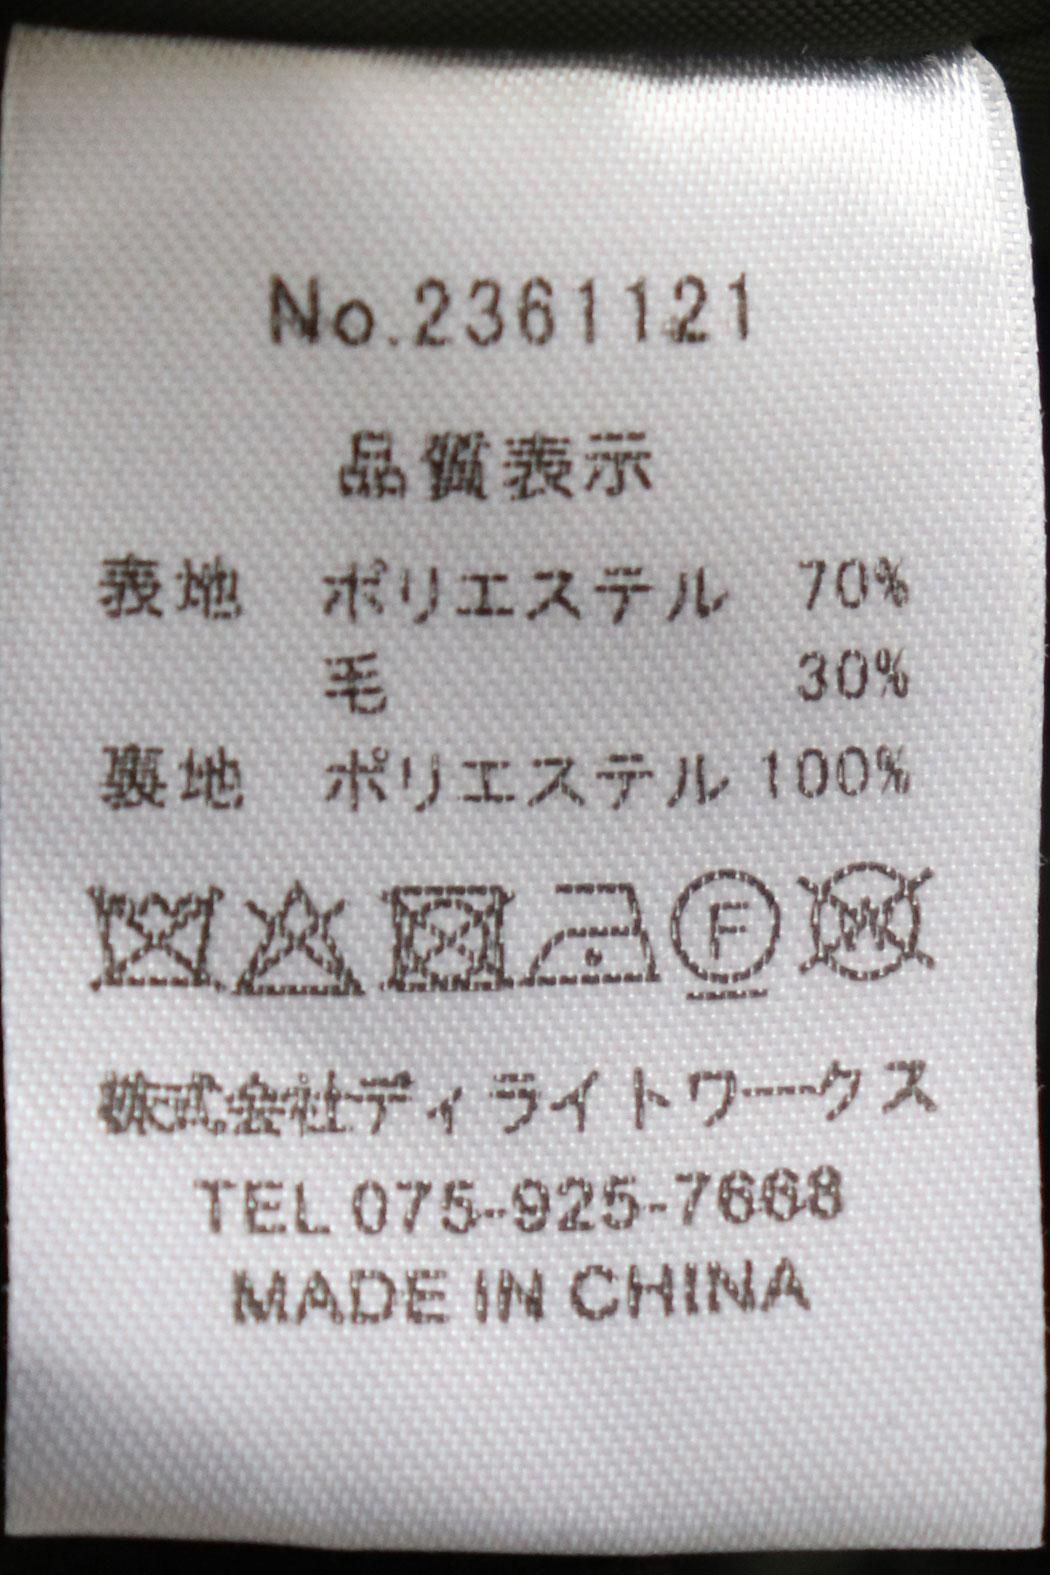 No.2361121
品質表示
表地 ポリエステル 70%
毛 30%
裏地 ポリエステル 100%
F W
株式会社ディライトワークス
TEL 075-925-7668
MADE IN CHINA